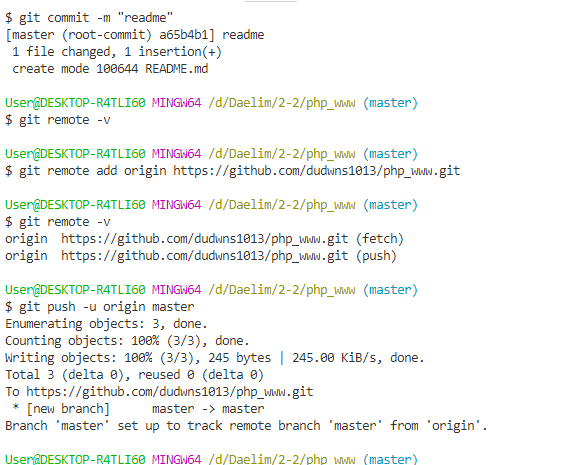 $ git commit -m "readme"
[master (root-commit) a65b4b1] readme
 1 file changed, 1 insertion(+)
 create mode 100644 README.md

User@DESKTOP-R4TLI60 MINGW64 /d/Daelim/2-2/php_www (master)
$ git remote -v

User@DESKTOP-R4TLI60 MINGW64 /d/Daelim/2-2/php_www (master)
$ git remote add origin https://github.com/dudwns1013/php_www.git

User@DESKTOP-R4TLI60 MINGW64 /d/Daelim/2-2/php_www (master)
$ git remote -v
origin  https://github.com/dudwns1013/php_www.git (fetch)
origin  https://github.com/dudwns1013/php_www.git (push)

User@DESKTOP-R4TLI60 MINGW64 /d/Daelim/2-2/php_www (master)
$ git push -u origin master
Enumerating objects: 3, done.
Counting objects: 100% (3/3), done.
Writing objects: 100% (3/3), 245 bytes | 245.00 KiB/s, done.
Total 3 (delta 0), reused 0 (delta 0)
To https://github.com/dudwns1013/php_www.git
 * [new branch]      master -> master
Branch 'master' set up to track remote branch 'master' from 'origin'.

User@DESKTOP-R4TLI60 MINGW64 /d/Daelim/2-2/php_www (master)